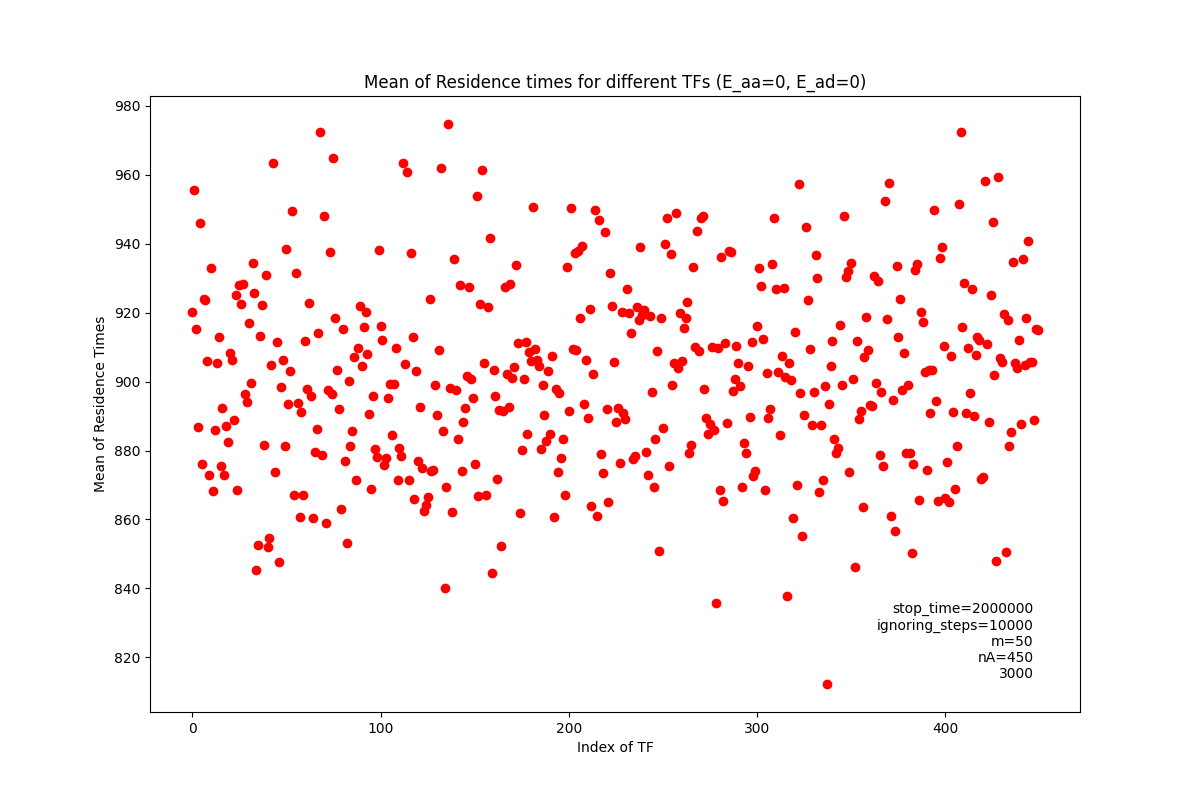 Mean of Residence times for different TFs (E_aa=0, E_ad=0)
980
960
940
920
900
880
860
840
820
Mean of Residence Times
stop_time=2000000
ignoring_steps=10000
m=50
nA=450
3000
0 100 200 300 400
Index of TF